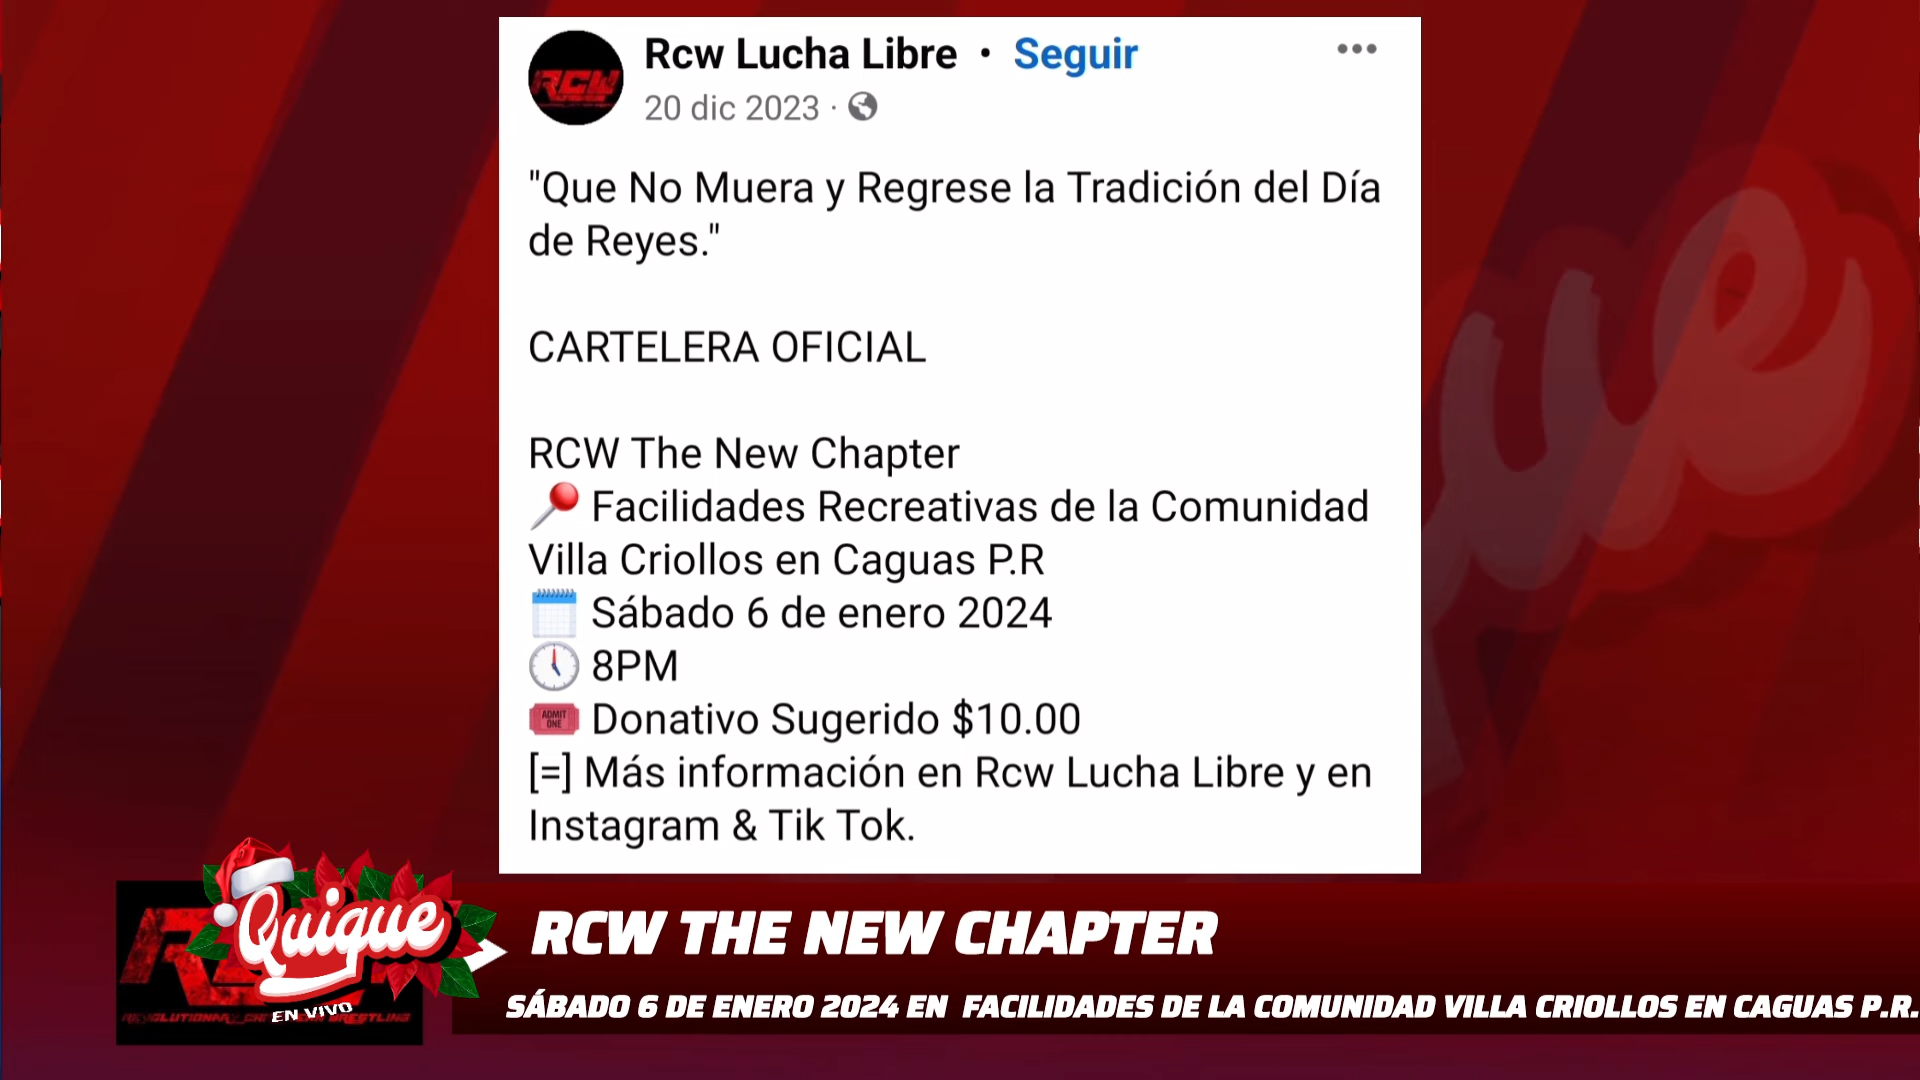 RCW
Rcw Lucha Libre · Seguir
20 dic 2023 ·
"Que No Muera y Regrese la Tradición del Día
de Reyes."
CARTELERA OFICIAL
RCW The New Chapter
Facilidades Recreativas de la Comunidad
Villa Criollos en Caguas P.R
Sábado 6 de enero 2024
8PM
ADMIT
ONE
Donativo Sugerido $10.00
[=] Más información en Rcw Lucha Libre y en
Instagram & Tik Tok.
Quique
EN VIVO
RCW THE NEW CHAPTER
SÁBADO 6 DE ENERO 2024 EN FACILIDADES DE LA COMUNIDAD VILLA CRIOLLOS EN CAGUAS P.R.